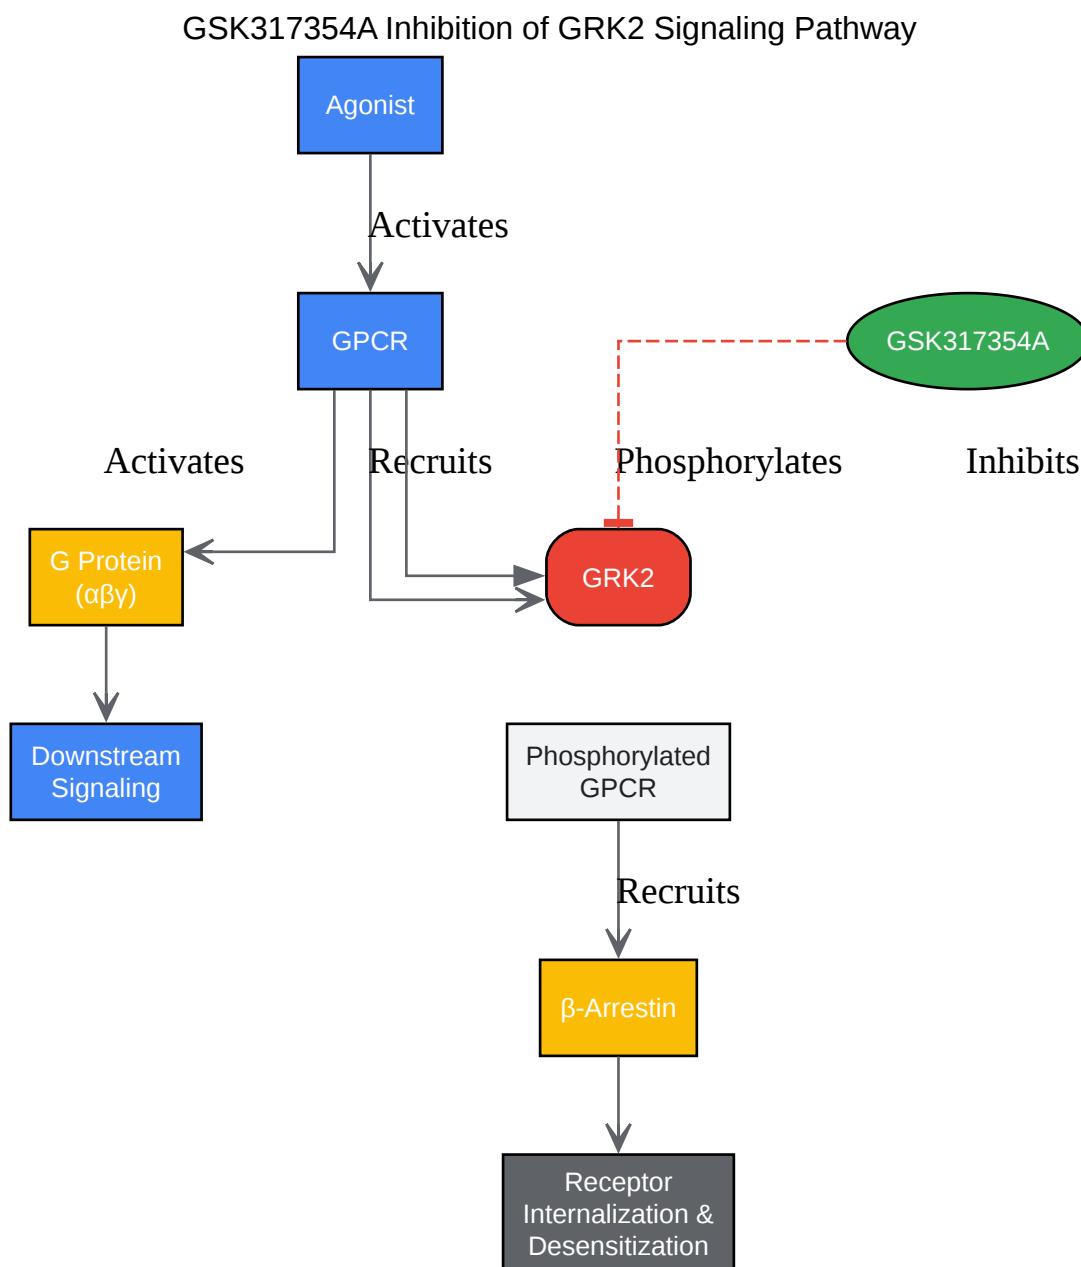 GSK317354A Inhibition of GRK2 Signaling Pathway
Agonist
Activates
GPCR
GSK317354A
Activates
Recruits
Phosphorylates
Inhibits
G Protein
(αβγ)
GRK2
Downstream
Signaling
Phosphorylated
GPCR
Recruits
β-Arrestin
Receptor
Internalization &
Desensitization